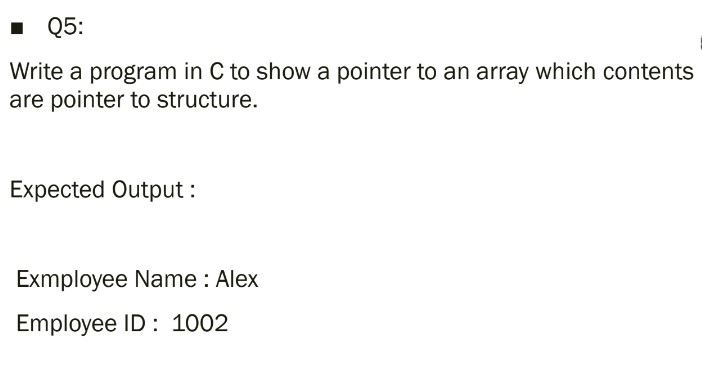 ■ Q5:
Write a program in C to show a pointer to an array which contents
are pointer to structure.
Expected Output :
Exmployee Name : Alex
Employee ID :  1002